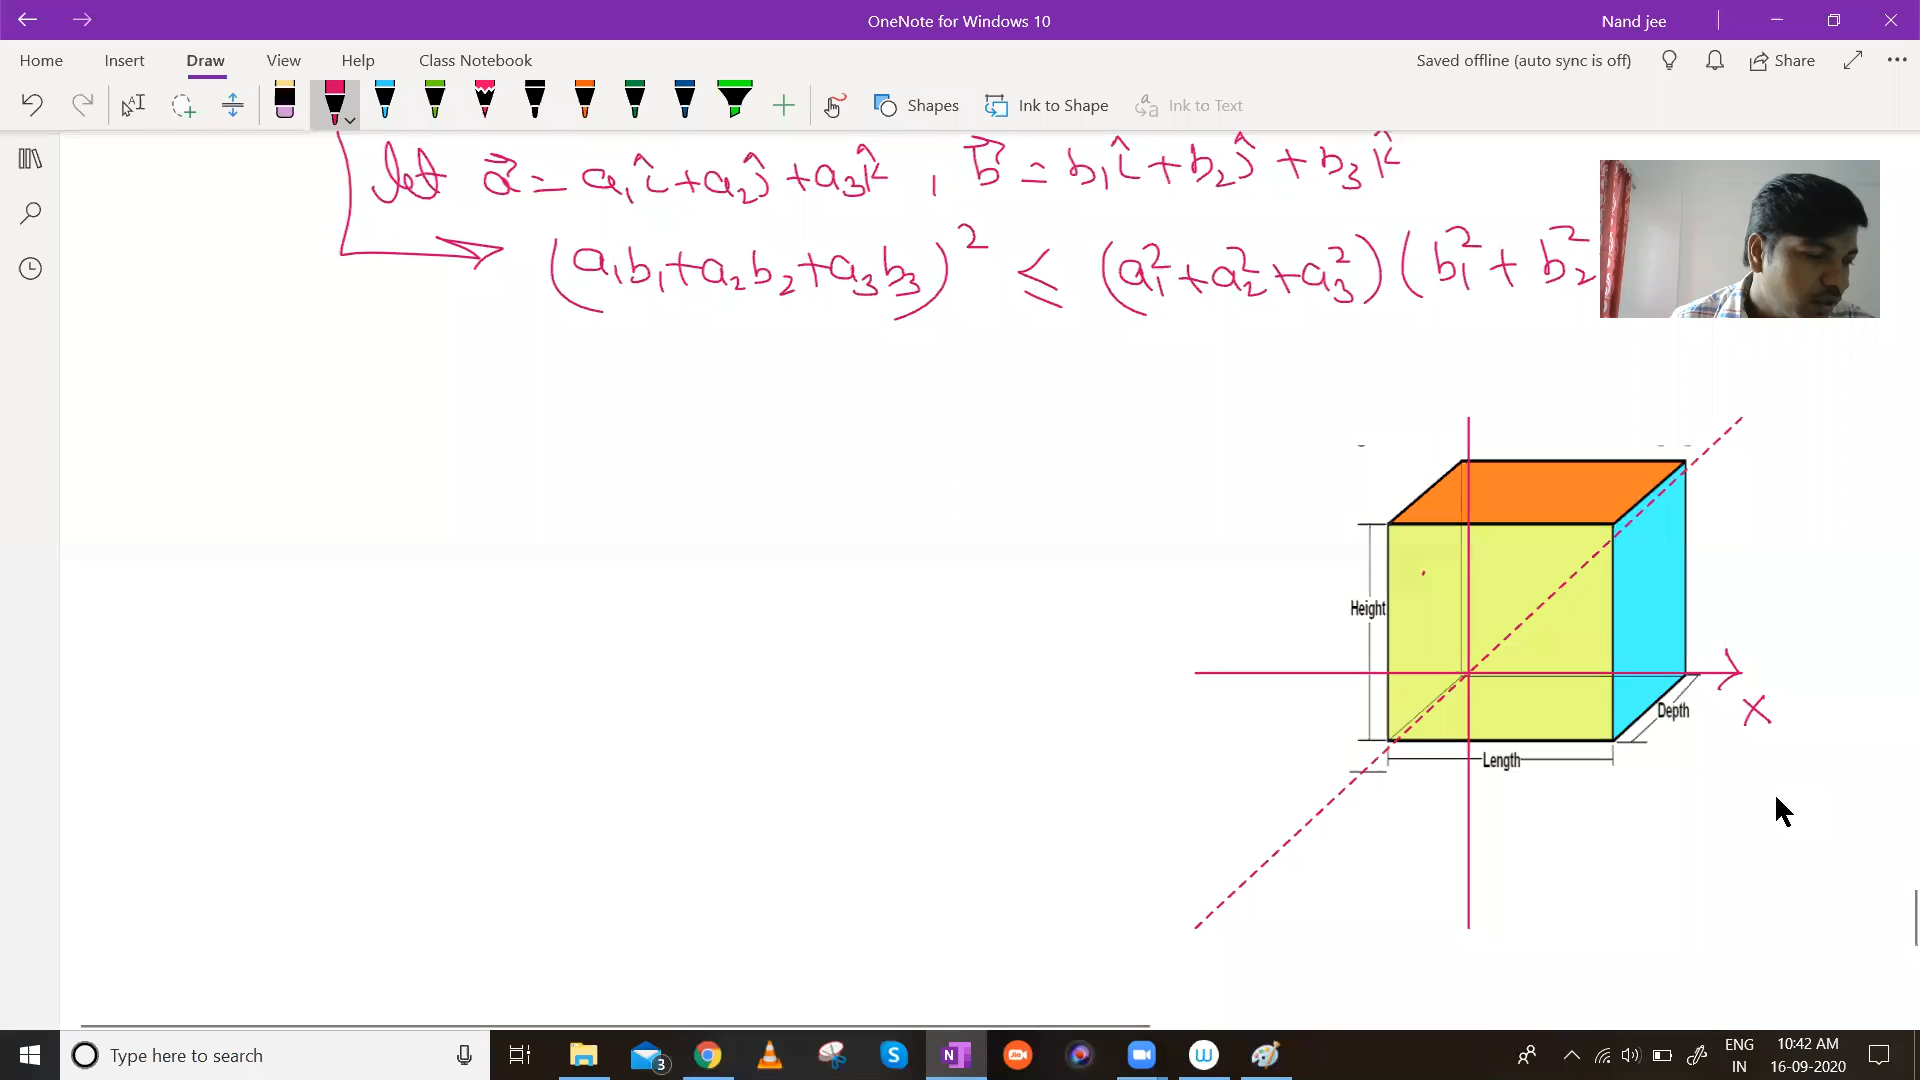 OneNote for Windows 10
Nand jee
Home Insert Draw View Help Class Notebook
Saved offline (auto sync is off) Share
Shapes Ink to Shape Ink to Text
let a⃗ = a₁î + a₂ĵ + a₃k̂ , b⃗ = b₁î + b₂ĵ + b₃k̂
(a₁b₁ + a₂b₂ + a₃b₃)² ≤ (a₁² + a₂² + a₃²)(b₁² + b₂²
Height
Depth
X
Length
Type here to search
3
N
Jio
W
ENG
IN
10:42 AM
16-09-2020